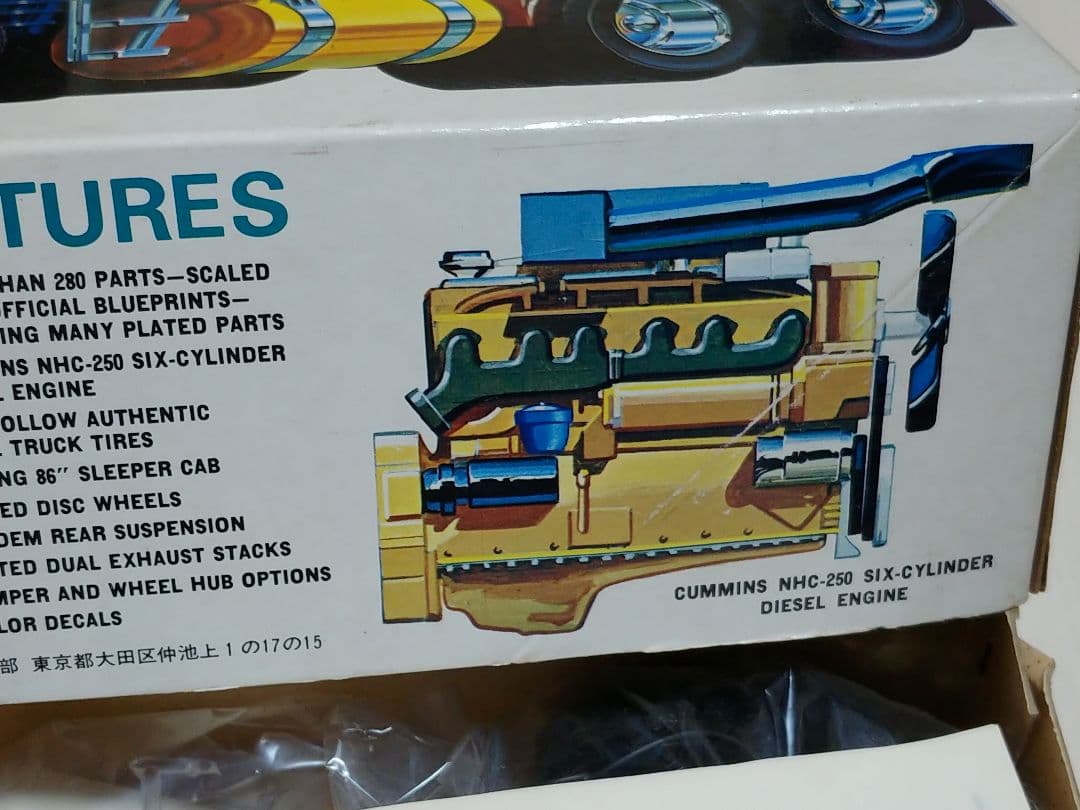 TURES
HAN 280 PARTS—SCALED
OFFICIAL BLUEPRINTS—
ING MANY PLATED PARTS
NS NHC-250 SIX-CYLINDER
L ENGINE
OLLOW AUTHENTIC
L TRUCK TIRES
NG 86″ SLEEPER CAB
ED DISC WHEELS
DEM REAR SUSPENSION
TED DUAL EXHAUST STACKS
MPER AND WHEEL HUB OPTIONS
LOR DECALS
部 東京都大田区仲池上1の17の15
CUMMINS NHC-250 SIX-CYLINDER
DIESEL ENGINE